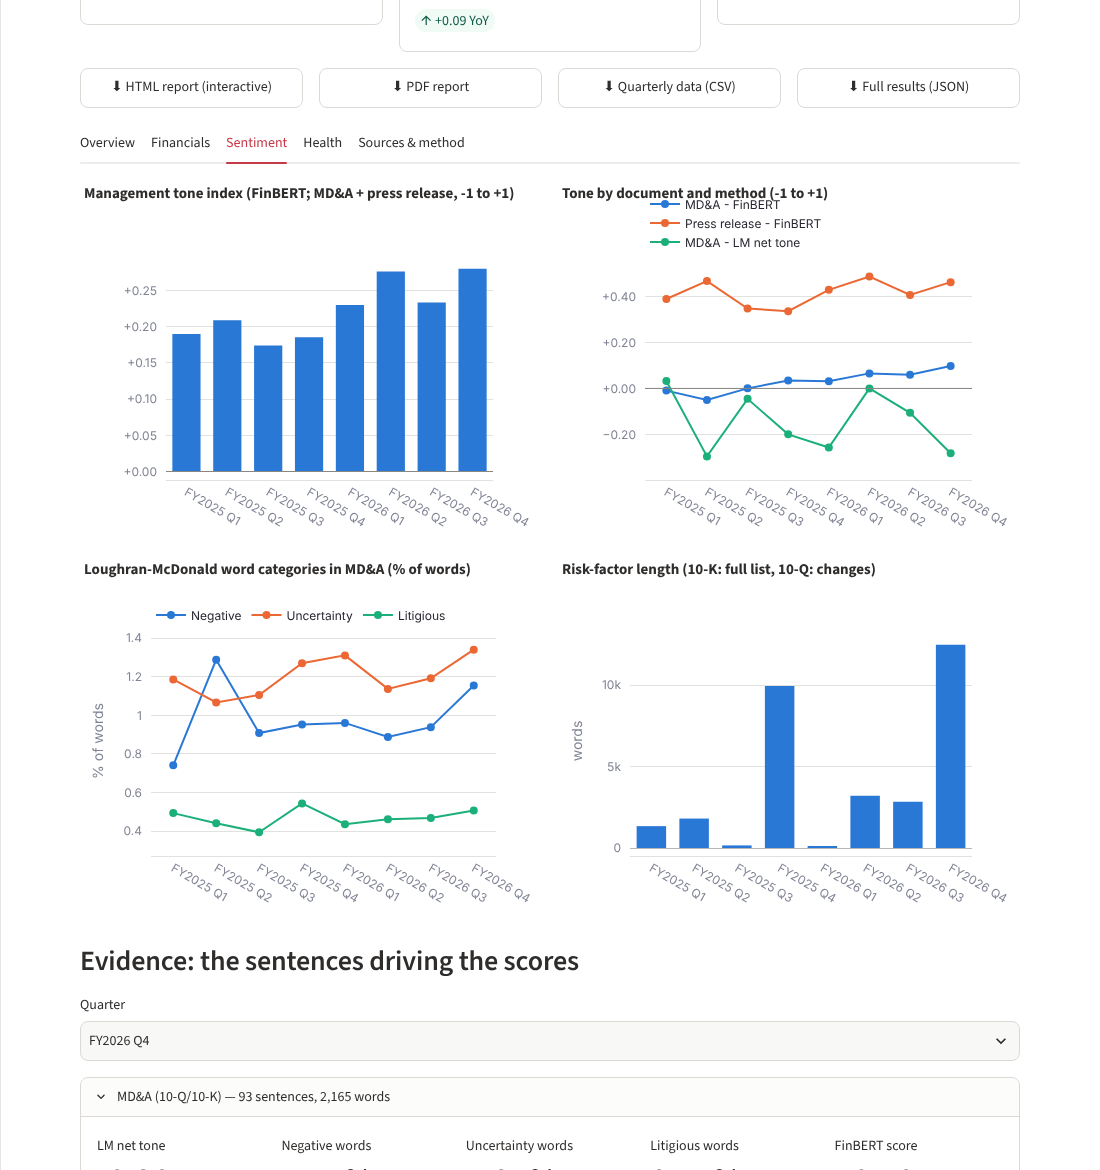 ↑ +0.09 YoY
⬇ HTML report (interactive)
⬇ PDF report
⬇ Quarterly data (CSV)
⬇ Full results (JSON)
Overview
Financials
Sentiment
Health
Sources & method
Management tone index (FinBERT; MD&A + press release, -1 to +1)
+0.25
+0.20
+0.15
+0.10
+0.05
+0.00
FY2025 Q1
FY2025 Q2
FY2025 Q3
FY2025 Q4
FY2026 Q1
FY2026 Q2
FY2026 Q3
FY2026 Q4
Tone by document and method (-1 to +1)
MD&A - FinBERT
Press release - FinBERT
MD&A - LM net tone
+0.40
+0.20
+0.00
−0.20
FY2025 Q1
FY2025 Q2
FY2025 Q3
FY2025 Q4
FY2026 Q1
FY2026 Q2
FY2026 Q3
FY2026 Q4
Loughran-McDonald word categories in MD&A (% of words)
Negative
Uncertainty
Litigious
1.4
1.2
1
0.8
0.6
0.4
% of words
FY2025 Q1
FY2025 Q2
FY2025 Q3
FY2025 Q4
FY2026 Q1
FY2026 Q2
FY2026 Q3
FY2026 Q4
Risk-factor length (10-K: full list, 10-Q: changes)
10k
5k
0
words
FY2025 Q1
FY2025 Q2
FY2025 Q3
FY2025 Q4
FY2026 Q1
FY2026 Q2
FY2026 Q3
FY2026 Q4
Evidence: the sentences driving the scores
Quarter
FY2026 Q4
MD&A (10-Q/10-K) — 93 sentences, 2,165 words
LM net tone
Negative words
Uncertainty words
Litigious words
FinBERT score